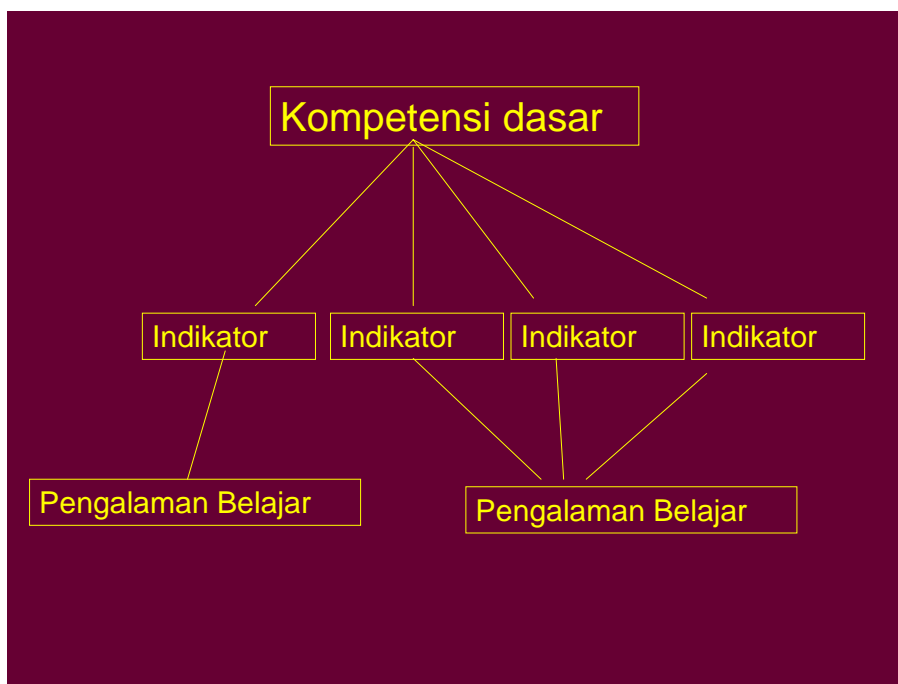 Kompetensi dasar
Indikator
Indikator
Indikator
Indikator
Pengalaman Belajar
Pengalaman Belajar